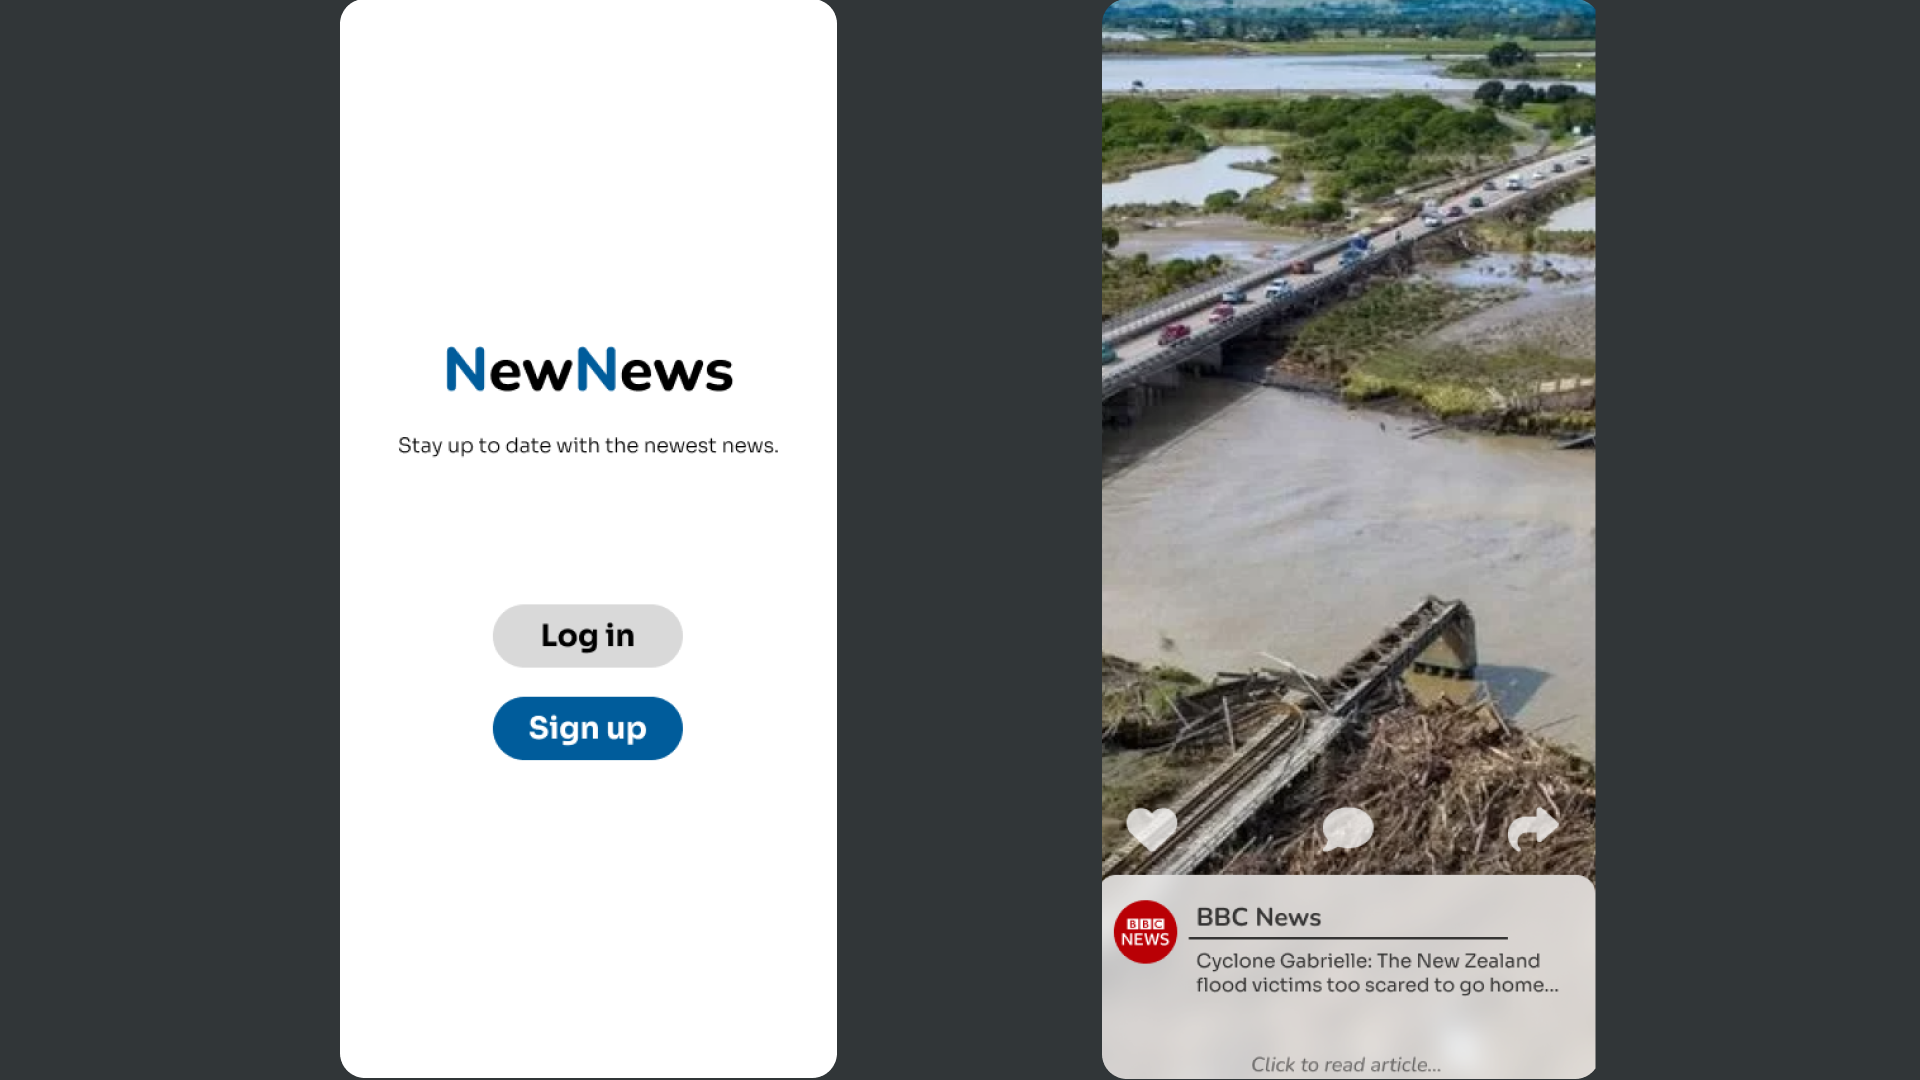 NewNews
Stay up to date with the newest news.
Log in
Sign up
BBC
NEWS
BBC News
Cyclone Gabrielle: The New Zealand
flood victims too scared to go home...
Click to read article...